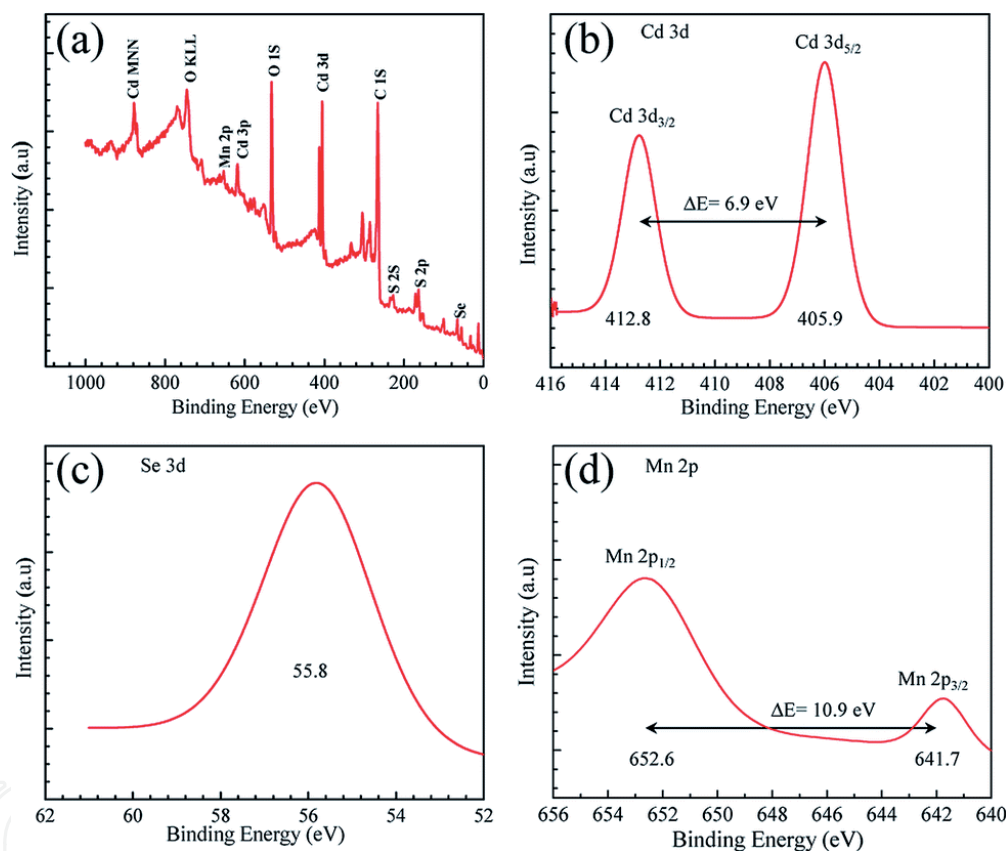 (a)
Cd MNN
O KLL
Mn 2p
Cd 3p
O 1S
Cd 3d
C 1S
S 2S
S 2p
Se
Intensity (a.u)
1000 800 600 400 200 0
Binding Energy (eV)
(b)
Cd 3d
Cd 3d5/2
Cd 3d3/2
ΔE= 6.9 eV
412.8
405.9
Intensity (a.u)
416 414 412 410 408 406 404 402 400
Binding Energy (eV)
(c)
Se 3d
55.8
Intensity (a.u)
62 60 58 56 54 52
Binding Energy (eV)
(d)
Mn 2p
Mn 2p1/2
Mn 2p3/2
ΔE= 10.9 eV
652.6
641.7
Intensity (a.u)
656 654 652 650 648 646 644 642 640
Binding Energy (eV)